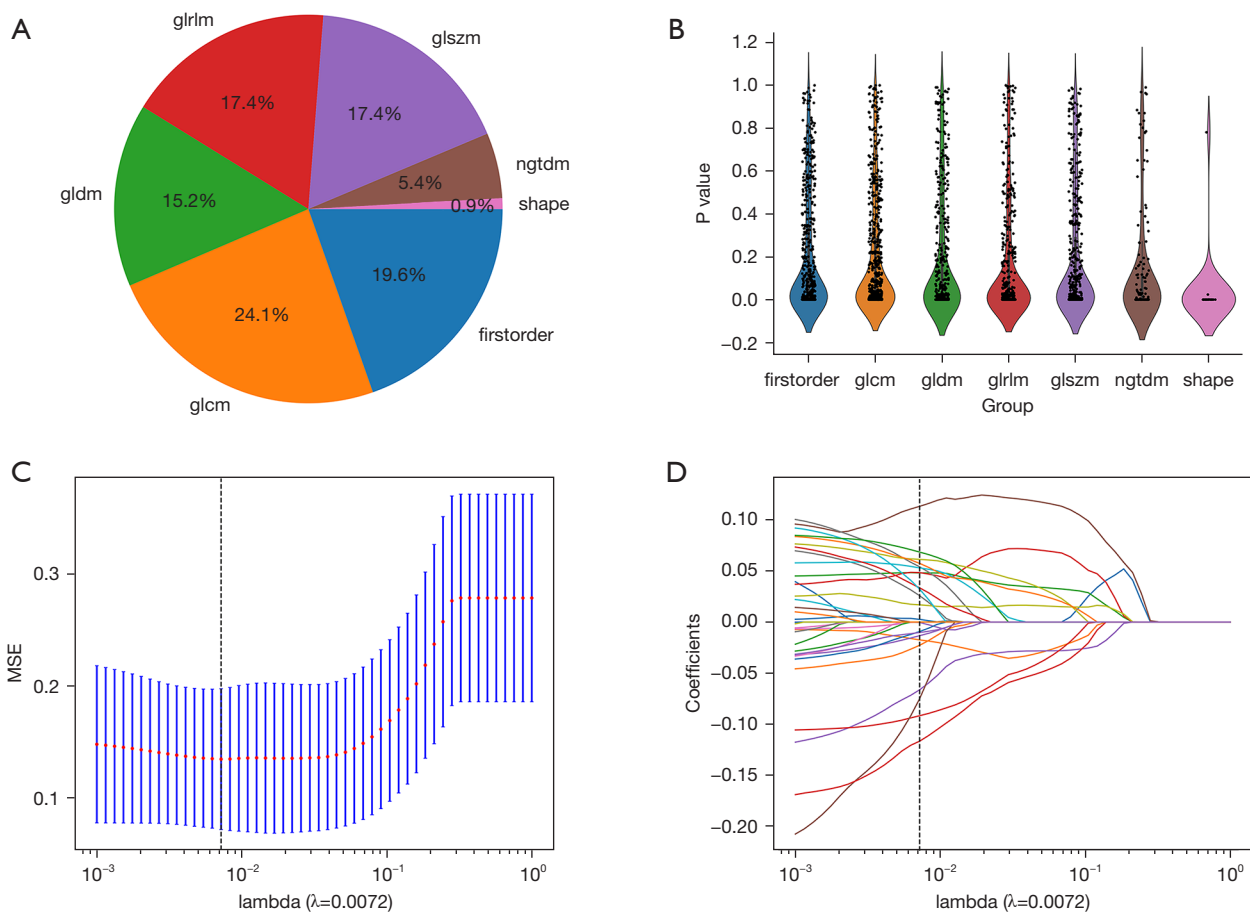 A
glrlm
glszm
17.4%
17.4%
ngtdm
5.4%
gldm
15.2%
0.9%
shape
19.6%
24.1%
firstorder
glcm
B
1.2
1.0
0.8
0.6
0.4
0.2
0.0
−0.2
P value
firstorder glcm gldm glrlm glszm ngtdm shape
Group
C
0.3
0.2
0.1
MSE
10⁻³ 10⁻² 10⁻¹ 10⁰
lambda (λ=0.0072)
D
0.10
0.05
0.00
−0.05
−0.10
−0.15
−0.20
Coefficients
10⁻³ 10⁻² 10⁻¹ 10⁰
lambda (λ=0.0072)